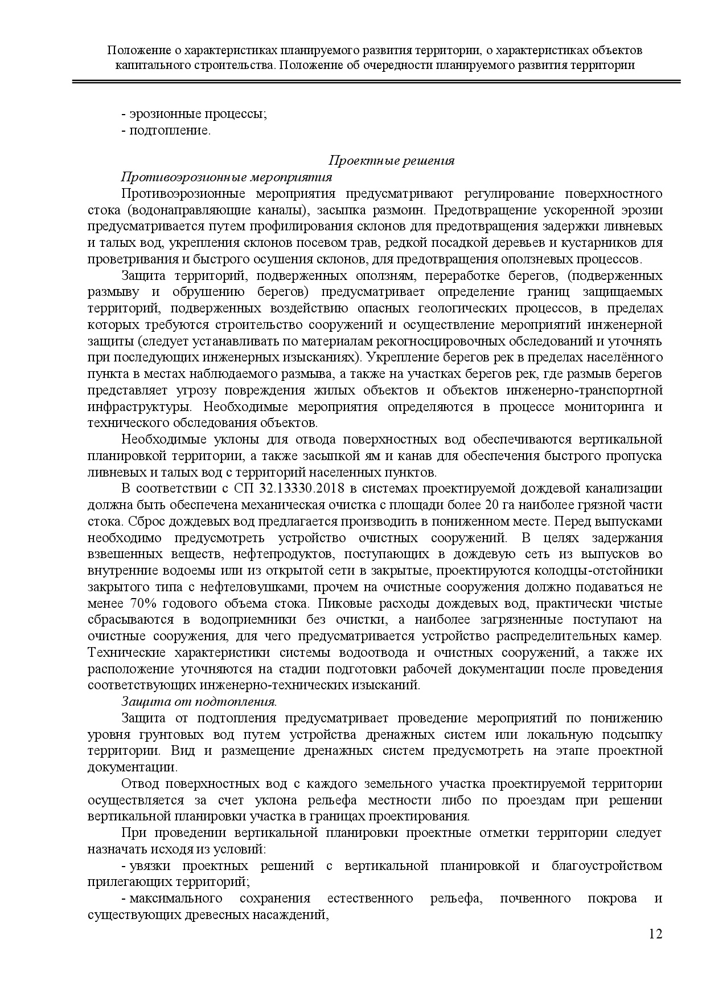 Положение о характеристиках планируемого развития территории, о характеристиках объектов
капитального строительства. Положение об очередности планируемого развития территории
- эрозионные процессы;
- подтопление.
Проектные решения
Противоэрозионные мероприятия
Противоэрозионные мероприятия предусматривают регулирование поверхностного
стока (водонаправляющие каналы), засыпка размоин. Предотвращение ускоренной эрозии
предусматривается путем профилирования склонов для предотвращения задержки ливневых
и талых вод, укрепления склонов посевом трав, редкой посадкой деревьев и кустарников для
проветривания и быстрого осушения склонов, для предотвращения оползневых процессов.
Защита территорий, подверженных оползням, переработке берегов, (подверженных
размыву и обрушению берегов) предусматривает определение границ защищаемых
территорий, подверженных воздействию опасных геологических процессов, в пределах
которых требуются строительство сооружений и осуществление мероприятий инженерной
защиты (следует устанавливать по материалам рекогносцировочных обследований и уточнять
при последующих инженерных изысканиях). Укрепление берегов рек в пределах населённого
пункта в местах наблюдаемого размыва, а также на участках берегов рек, где размыв берегов
представляет угрозу повреждения жилых объектов и объектов инженерно-транспортной
инфраструктуры. Необходимые мероприятия определяются в процессе мониторинга и
технического обследования объектов.
Необходимые уклоны для отвода поверхностных вод обеспечиваются вертикальной
планировкой территории, а также засыпкой ям и канав для обеспечения быстрого пропуска
ливневых и талых вод с территорий населенных пунктов.
В соответствии с СП 32.13330.2018 в системах проектируемой дождевой канализации
должна быть обеспечена механическая очистка с площади более 20 га наиболее грязной части
стока. Сброс дождевых вод предлагается производить в пониженном месте. Перед выпусками
необходимо предусмотреть устройство очистных сооружений. В целях задержания
взвешенных веществ, нефтепродуктов, поступающих в дождевую сеть из выпусков во
внутренние водоемы или из открытой сети в закрытые, проектируются колодцы-отстойники
закрытого типа с нефтеловушками, прочем на очистные сооружения должно подаваться не
менее 70% годового объема стока. Пиковые расходы дождевых вод, практически чистые
сбрасываются в водоприемники без очистки, а наиболее загрязненные поступают на
очистные сооружения, для чего предусматривается устройство распределительных камер.
Технические характеристики системы водоотвода и очистных сооружений, а также их
расположение уточняются на стадии подготовки рабочей документации после проведения
соответствующих инженерно-технических изысканий.
Защита от подтопления.
Защита от подтопления предусматривает проведение мероприятий по понижению
уровня грунтовых вод путем устройства дренажных систем или локальную подсыпку
территории. Вид и размещение дренажных систем предусмотреть на этапе проектной
документации.
Отвод поверхностных вод с каждого земельного участка проектируемой территории
осуществляется за счет уклона рельефа местности либо по проездам при решении
вертикальной планировки участка в границах проектирования.
При проведении вертикальной планировки проектные отметки территории следует
назначать исходя из условий:
- увязки проектных решений с вертикальной планировкой и благоустройством
прилегающих территорий;
- максимального сохранения естественного рельефа, почвенного покрова и
существующих древесных насаждений,
12